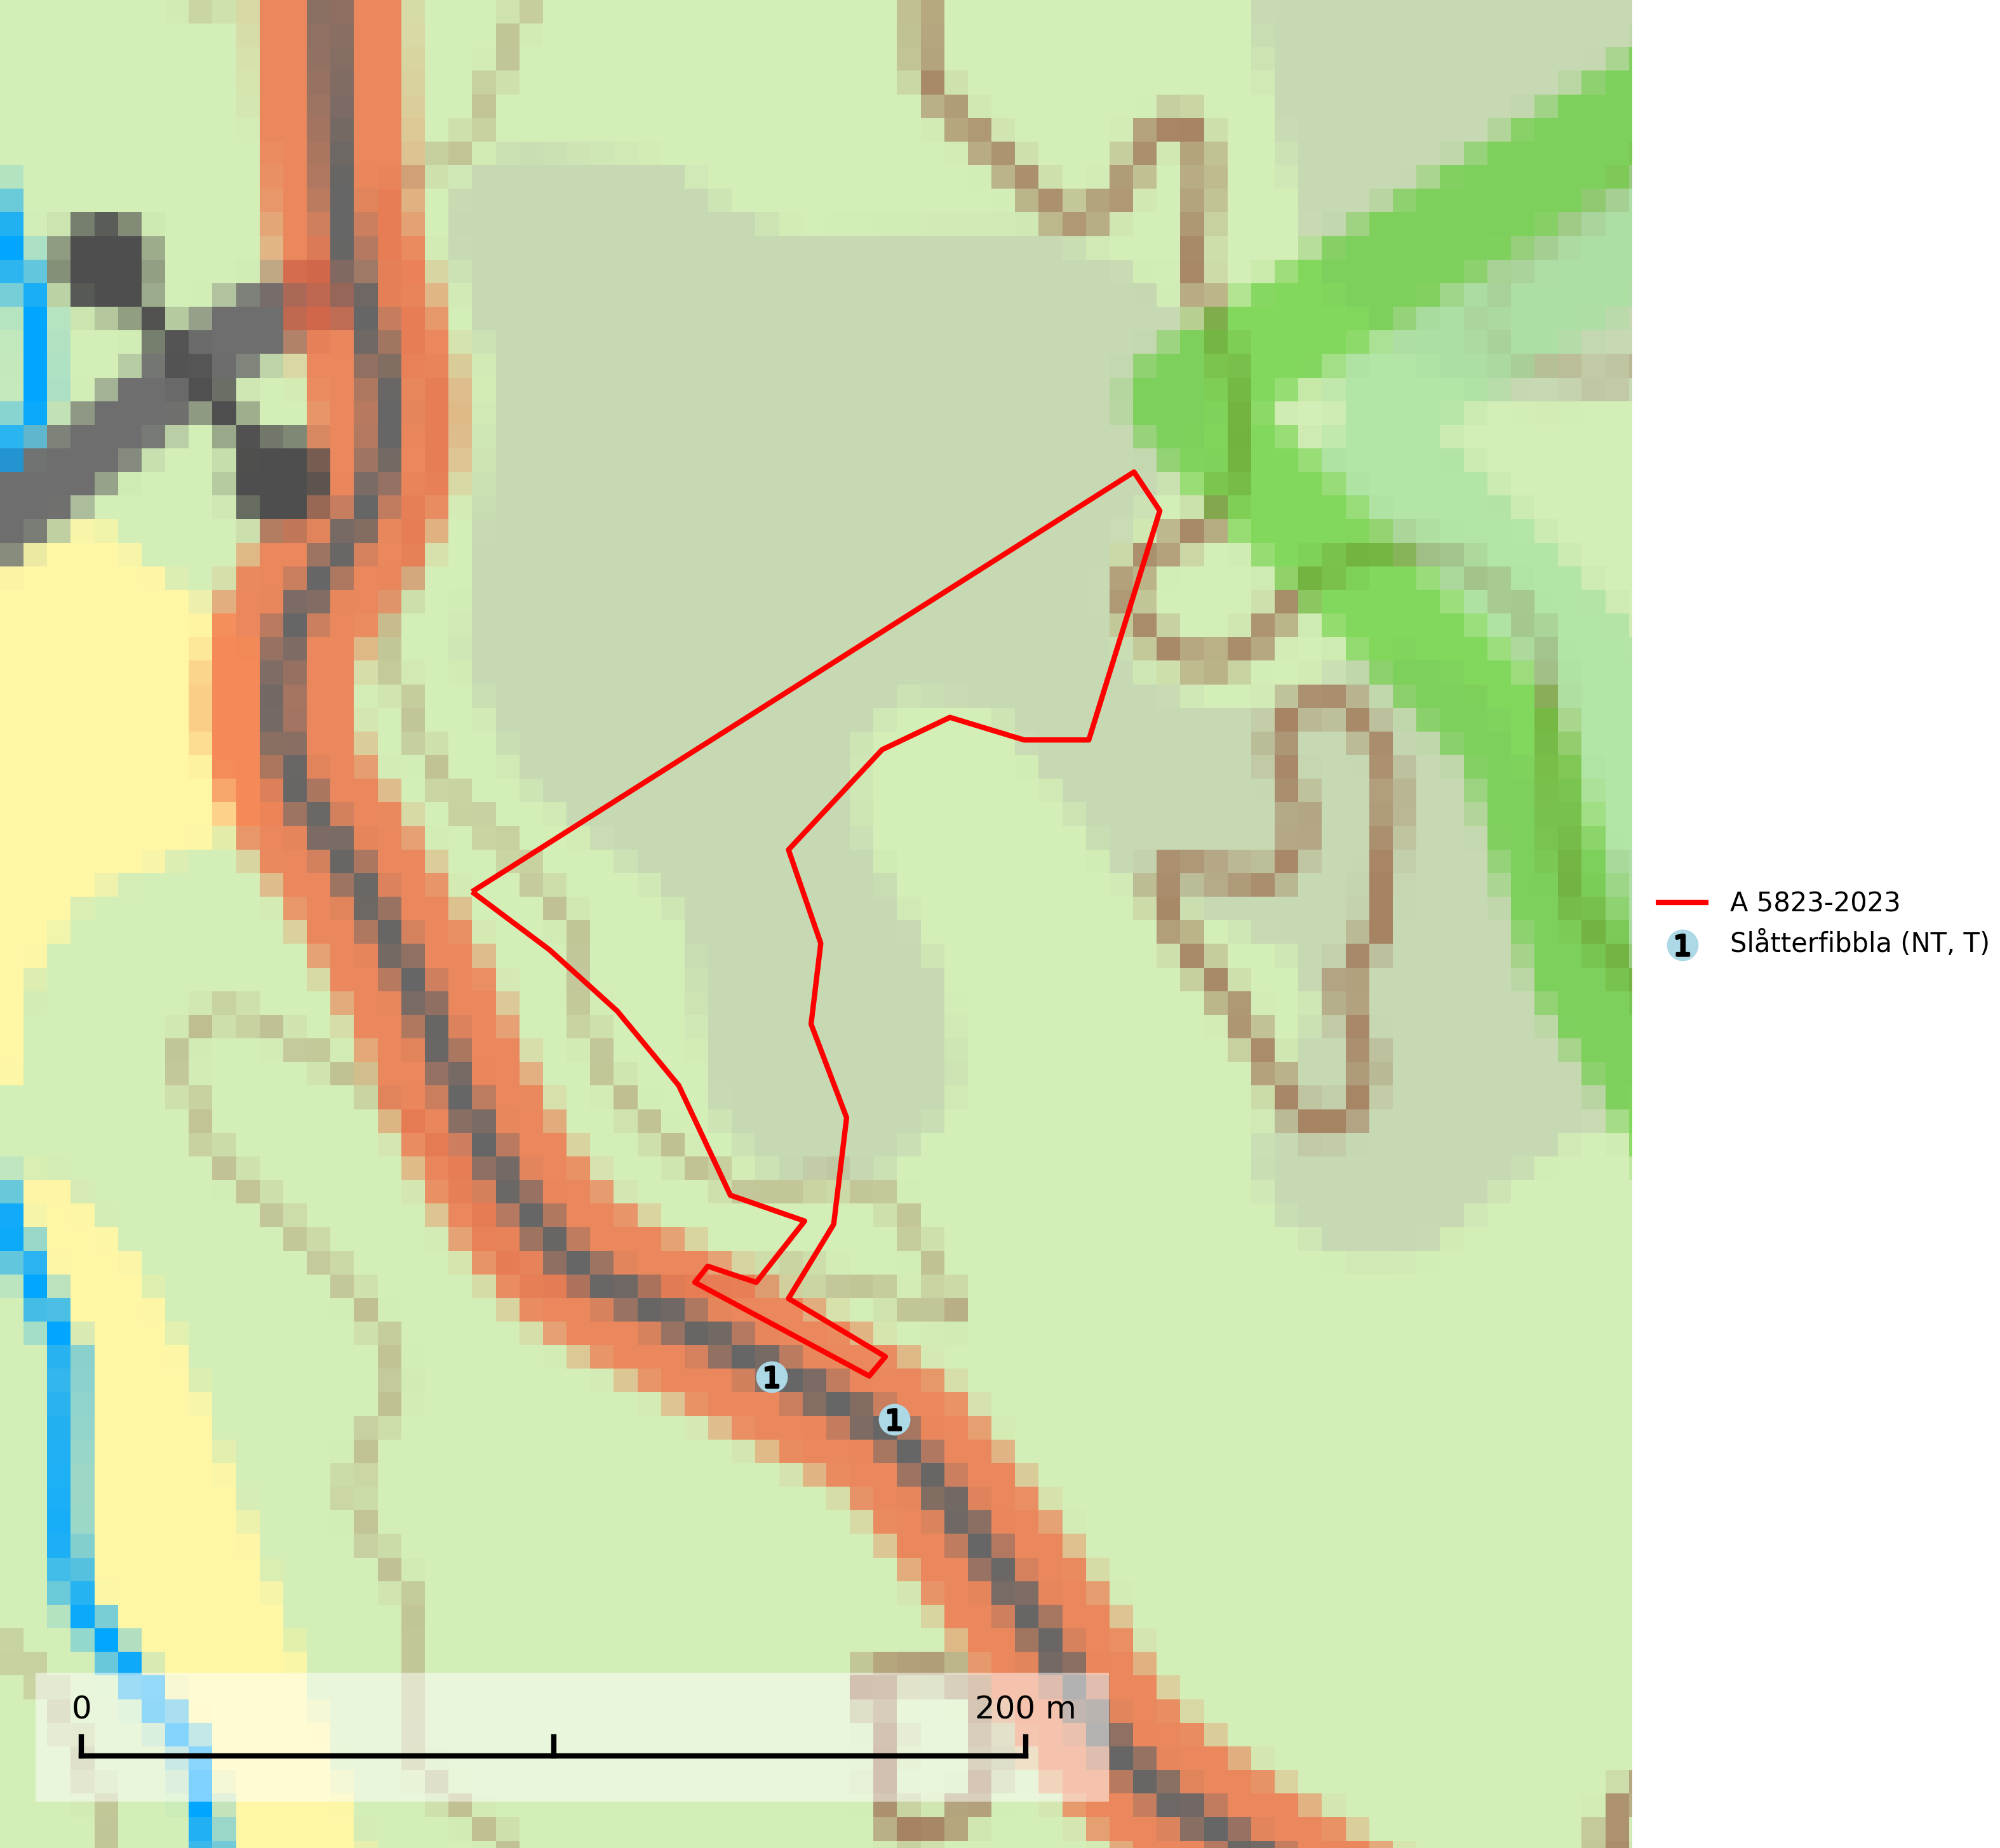 A 5823-2023
1 Slåtterfibbla (NT, T)
1
1
0 200 m